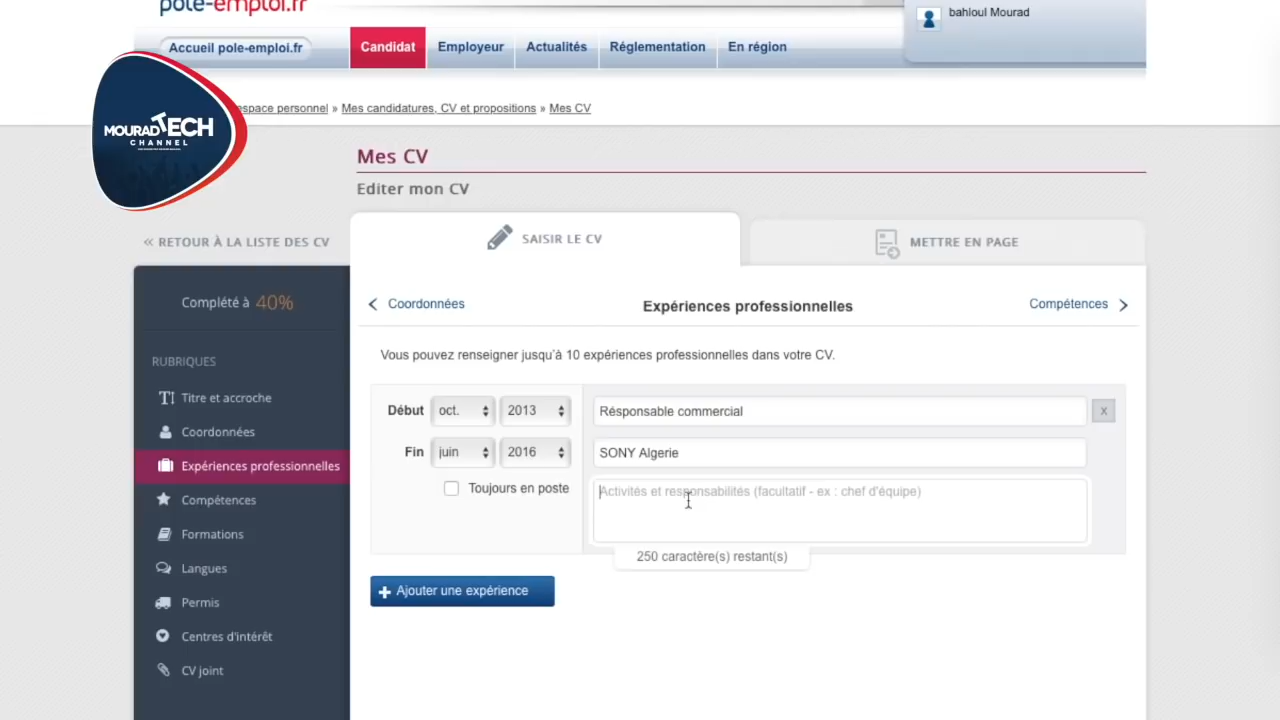 pole-emploi.fr
bahloul Mourad
Accueil pole-emploi.fr
Candidat
Employeur
Actualités
Réglementation
En région
espace personnel » Mes candidatures, CV et propositions » Mes CV
MOURAD TECH
CHANNEL
Mes CV
Editer mon CV
« RETOUR À LA LISTE DES CV
SAISIR LE CV
METTRE EN PAGE
Complété à 40%
RUBRIQUES
Titre et accroche
Coordonnées
Expériences professionnelles
Compétences
Formations
Langues
Permis
Centres d'intérêt
CV joint
Coordonnées
Expériences professionnelles
Compétences
Vous pouvez renseigner jusqu'à 10 expériences professionnelles dans votre CV.
Début oct. 2013
Résponsable commercial
x
Fin juin 2016
SONY Algerie
Toujours en poste
Activités et responsabilités (facultatif - ex : chef d'équipe)
250 caractère(s) restant(s)
Ajouter une expérience